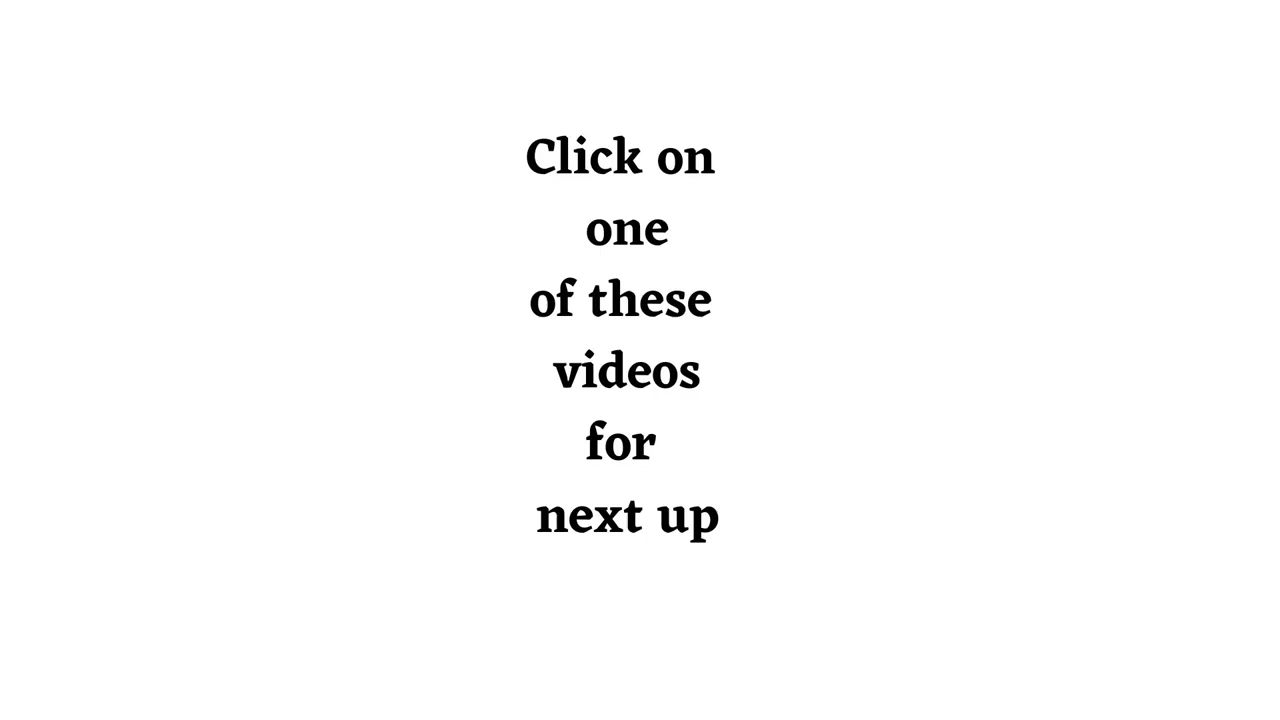 Click on
one
of these
videos
for
next up